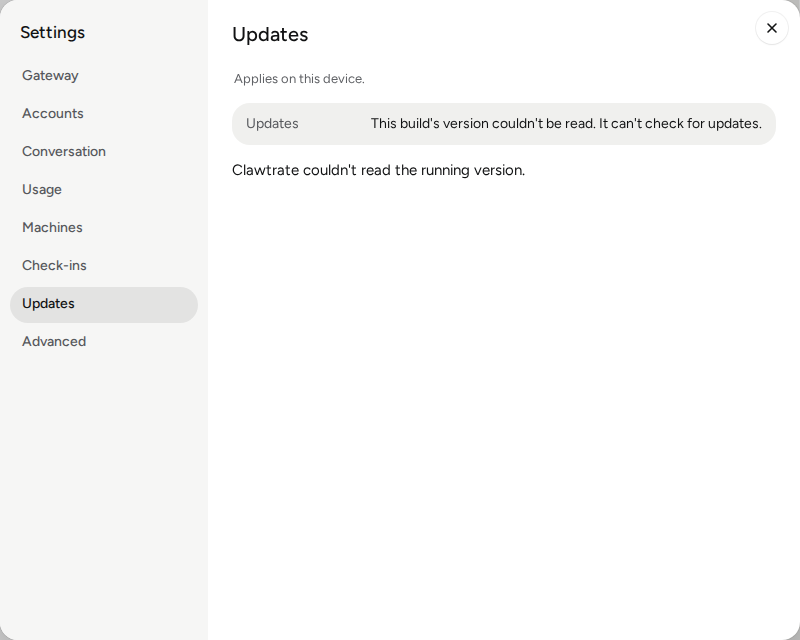 Settings
Gateway
Accounts
Conversation
Usage
Machines
Check-ins
Updates
Advanced
Updates
Applies on this device.
Updates This build's version couldn't be read. It can't check for updates.
Clawtrate couldn't read the running version.